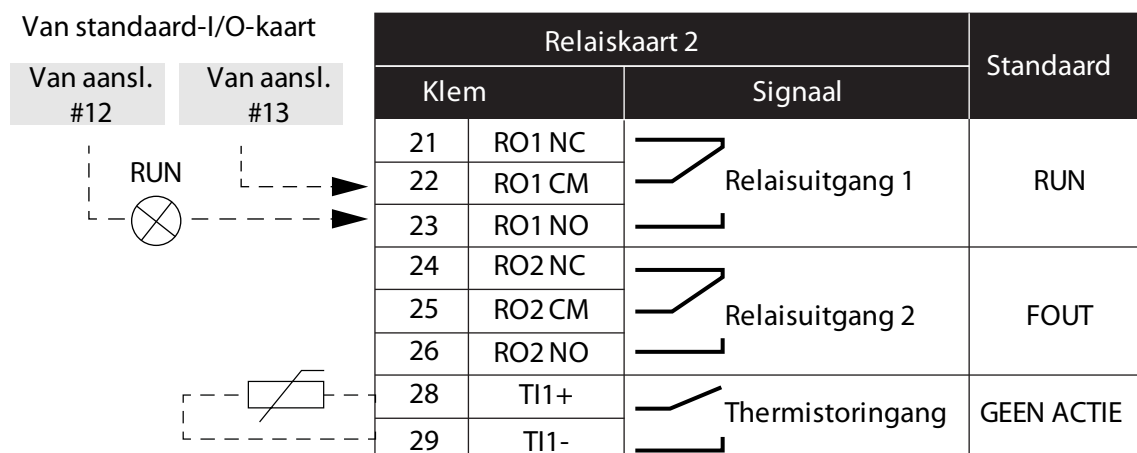 Van standaard-I/O-kaart
Van aansl. #12
Van aansl. #13
RUN
Relaiskaart 2
Standaard
Klem
Signaal
21 RO1 NC
22 RO1 CM Relaisuitgang 1 RUN
23 RO1 NO
24 RO2 NC
25 RO2 CM Relaisuitgang 2 FOUT
26 RO2 NO
28 TI1+
Thermistoringang GEEN ACTIE
29 TI1-